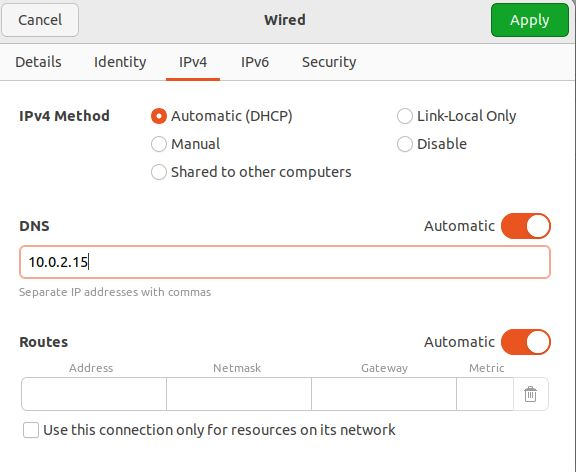 Cancel Wired Apply
Details Identity IPv4 IPv6 Security
IPv4 Method Automatic (DHCP) Link-Local Only
Manual Disable
Shared to other computers
DNS Automatic
10.0.2.15
Separate IP addresses with commas
Routes Automatic
Address Netmask Gateway Metric
Use this connection only for resources on its network